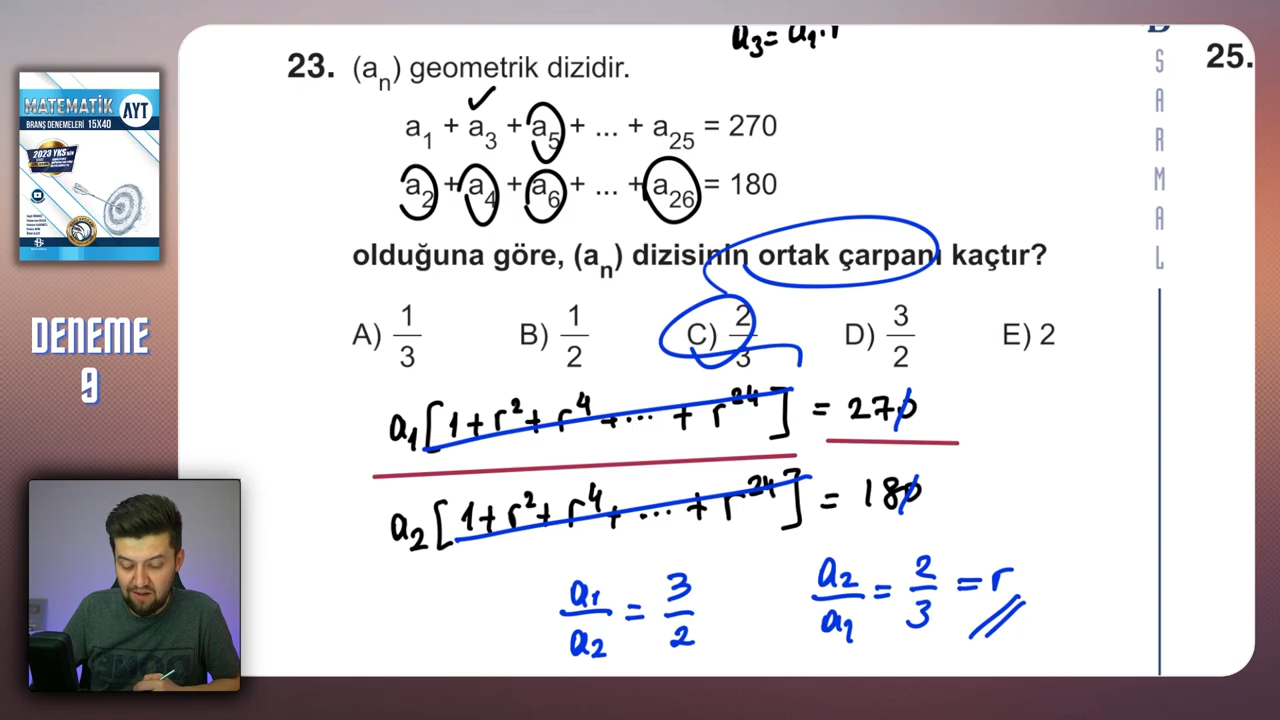 a₃ = a₁.r
23. (aₙ) geometrik dizidir.
a₁ + a₃ + a₅ + ... + a₂₅ = 270
a₂ + a₄ + a₆ + ... + a₂₆ = 180
olduğuna göre, (aₙ) dizisinin ortak çarpanı kaçtır?
A) 1/3 B) 1/2 C) 2/3 D) 3/2 E) 2
a₁[1+r²+r⁴+...+r²⁴] = 270
a₂[1+r²+r⁴+...+r²⁴] = 180
a₁/a₂ = 3/2
a₂/a₁ = 2/3 = r
MATEMATİK AYT
BRANŞ DENEMELERİ 15X40
DENEME
9
SARMAL
25.